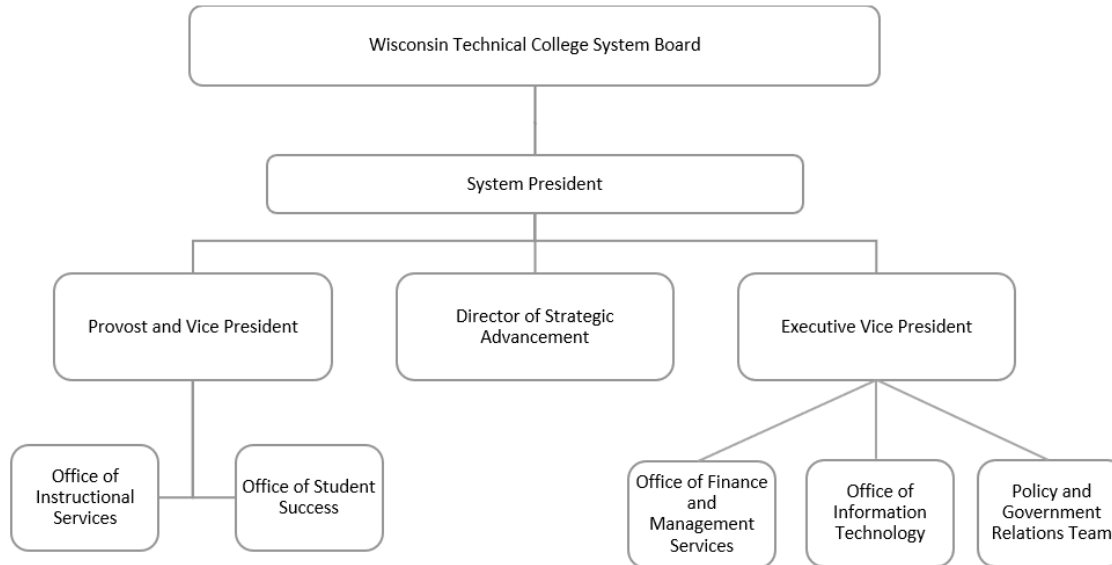 Wisconsin Technical College System Board
System President
Provost and Vice President
Director of Strategic
Advancement
Executive Vice President
Office of
Instructional
Services
Office of Student
Success
Office of Finance
and
Management
Services
Office of
Information
Technology
Policy and
Government
Relations Team